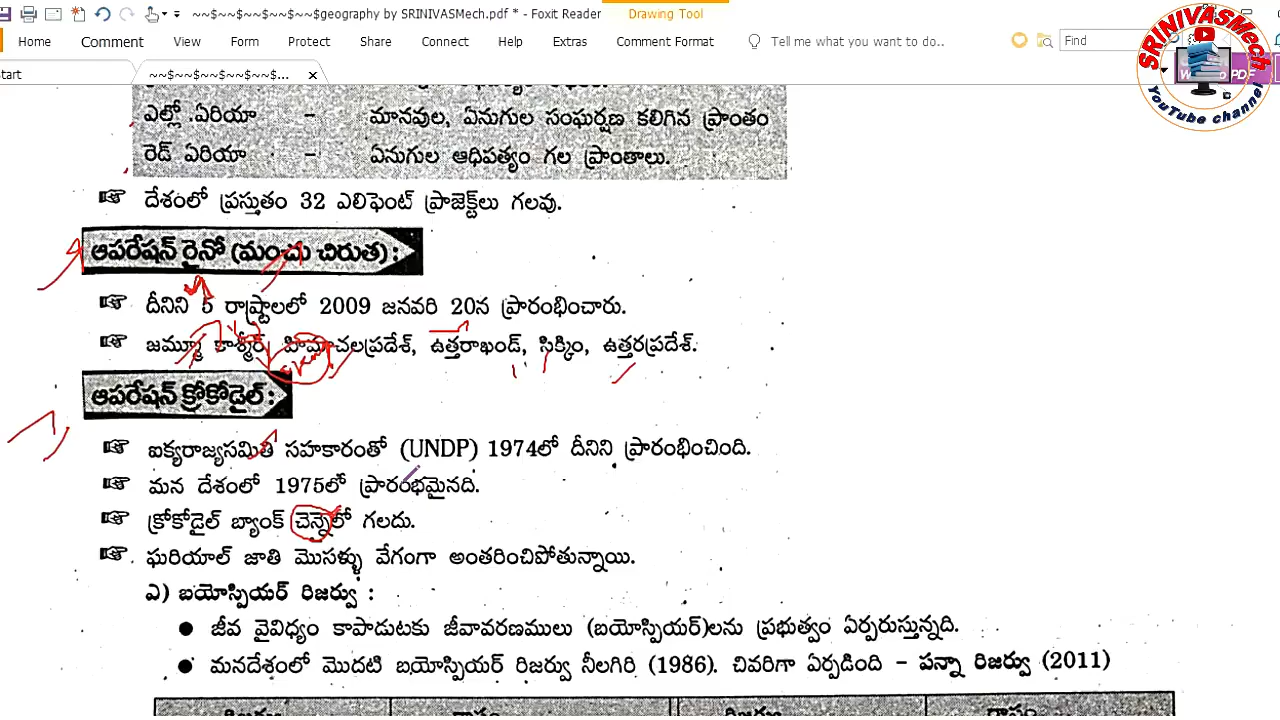 ~~$~~$~~$~~$~~$geography by SRINIVASMech.pdf * - Foxit Reader
Drawing Tool
Home Comment View Form Protect Share Connect Help Extras Comment Format Tell me what you want to do.. Find
tart
~~$~~$~~$~~$~~$... ×
PDF
SRINIVASMech
YouTube channel
ఎల్లో ఏరియా - మానవుల, ఏనుగుల సంఘర్షణ కలిగిన ప్రాంతం
రెడ్ ఏరియా - ఏనుగుల ఆధిపత్యం గల ప్రాంతాలు.
☞ దేశంలో ప్రస్తుతం 32 ఎలిఫెంట్ ప్రాజెక్ట్‌లు గలవు.
ఆపరేషన్ రైనో (మంచు చిరుత) :
☞ దీనిని 5 రాష్ట్రాలలో 2009 జనవరి 20న ప్రారంభించారు.
☞ జమ్మూ కాశ్మీర్, హిమాచలప్రదేశ్, ఉత్తరాఖండ్, సిక్కిం, ఉత్తరప్రదేశ్.
ఆపరేషన్ క్రోకోడైల్ :
☞ ఐక్యరాజ్యసమితి సహకారంతో (UNDP) 1974లో దీనిని ప్రారంభించింది.
☞ మన దేశంలో 1975లో ప్రారంభమైనది.
☞ క్రోకోడైల్ బ్యాంక్ చెన్నైలో గలదు.
☞ ఘరియాల్ జాతి మొసళ్ళు వేగంగా అంతరించిపోతున్నాయి.
ఎ) బయోస్పియర్ రిజర్వు :
● జీవ వైవిధ్యం కాపాడుటకు జీవావరణములు (బయోస్పియర్)లను ప్రభుత్వం ఏర్పరుస్తున్నది.
● మనదేశంలో మొదటి బయోస్పియర్ రిజర్వు నీలగిరి (1986). చివరిగా ఏర్పడింది - పన్నా రిజర్వు (2011)